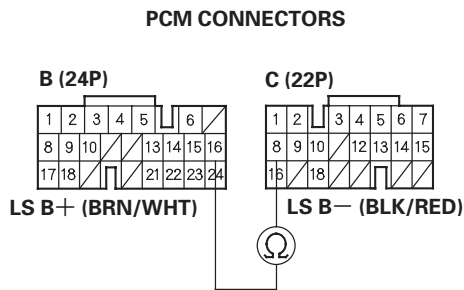 PCM CONNECTORS
B (24P)
C (22P)
1 2 3 4 5 6
1 2 3 4 5 6 7
8 9 10 13 14 15 16
8 9 10 12 13 14 15
17 18 21 22 23 24
16 18
LS B+ (BRN/WHT)
LS B− (BLK/RED)
Ω